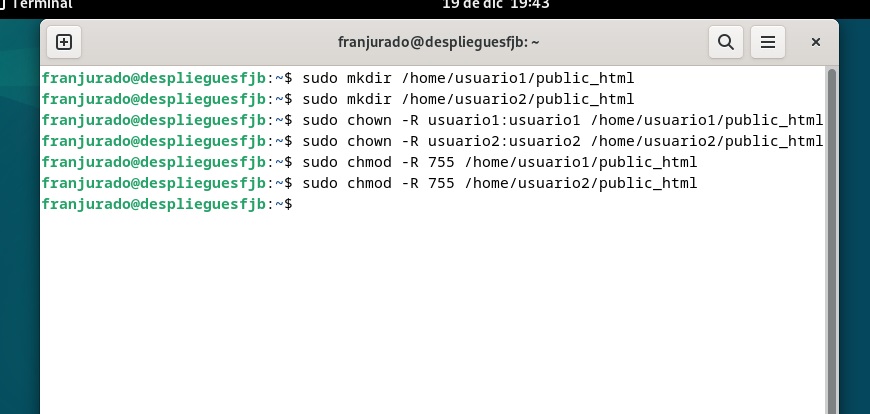 Terminal
19 de dic 19:43
franjurado@desplieguesfjb: ~
franjurado@desplieguesfjb:~$ sudo mkdir /home/usuario1/public_html
franjurado@desplieguesfjb:~$ sudo mkdir /home/usuario2/public_html
franjurado@desplieguesfjb:~$ sudo chown -R usuario1:usuario1 /home/usuario1/public_html
franjurado@desplieguesfjb:~$ sudo chown -R usuario2:usuario2 /home/usuario2/public_html
franjurado@desplieguesfjb:~$ sudo chmod -R 755 /home/usuario1/public_html
franjurado@desplieguesfjb:~$ sudo chmod -R 755 /home/usuario2/public_html
franjurado@desplieguesfjb:~$